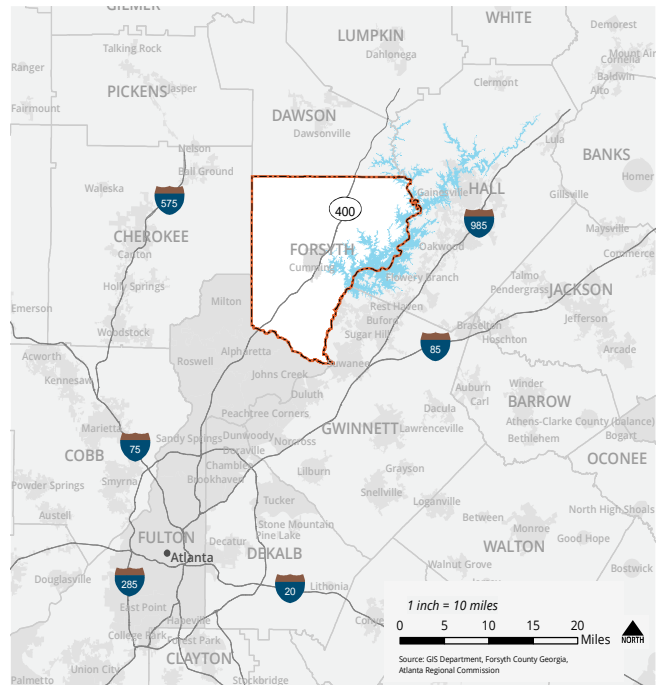 GILMER
WHITE
Demorest
LUMPKIN
Talking Rock
Dahlonega
Mount Air
Cornelia
Ranger
Clermont
Baldwin
PICKENS
Jasper
Alto
Fairmount
DAWSON
Dawsonville
Lula
Nelson
BANKS
Ball Ground
Homer
Waleska
Gainesville
HALL
Gillsville
575
400
985
Maysville
CHEROKEE
FORSYTH
Oakwood
Canton
Cumming
Commerce
Flowery Branch
Talmo
Holly Springs
Pendergrass
JACKSON
Milton
Rest Haven
Emerson
Buford
Braselton
Jefferson
Woodstock
Sugar Hill
Hoschton
85
Alpharetta
Arcade
Acworth
Roswell
Suwanee
Johns Creek
Kennesaw
Duluth
Auburn
Winder
Carl
BARROW
Peachtree Corners
Dacula
Athens-Clarke County (balance)
Marietta
GWINNETT
Lawrenceville
Sandy Springs
Dunwoody
Norcross
Bethlehem
Bogart
75
Doraville
COBB
OCONEE
Chamblee
Grayson
Lilburn
Smyrna
Brookhaven
Powder Springs
Snellville
Tucker
Loganville
North High Shoals
Austell
Between
Stone Mountain
Monroe
FULTON
Pine Lake
Good Hope
Decatur
WALTON
Atlanta
DEKALB
Walnut Grove
Bostwick
Douglasville
285
20
Lithonia
East Point
1 inch = 10 miles
Hapeville
College Park
Forest Park
0 5 10 15 20
Miles
NORTH
CLAYTON
Source: GIS Department, Forsyth County Georgia,
Union City
Atlanta Regional Commission
Palmetto
Stockbridge